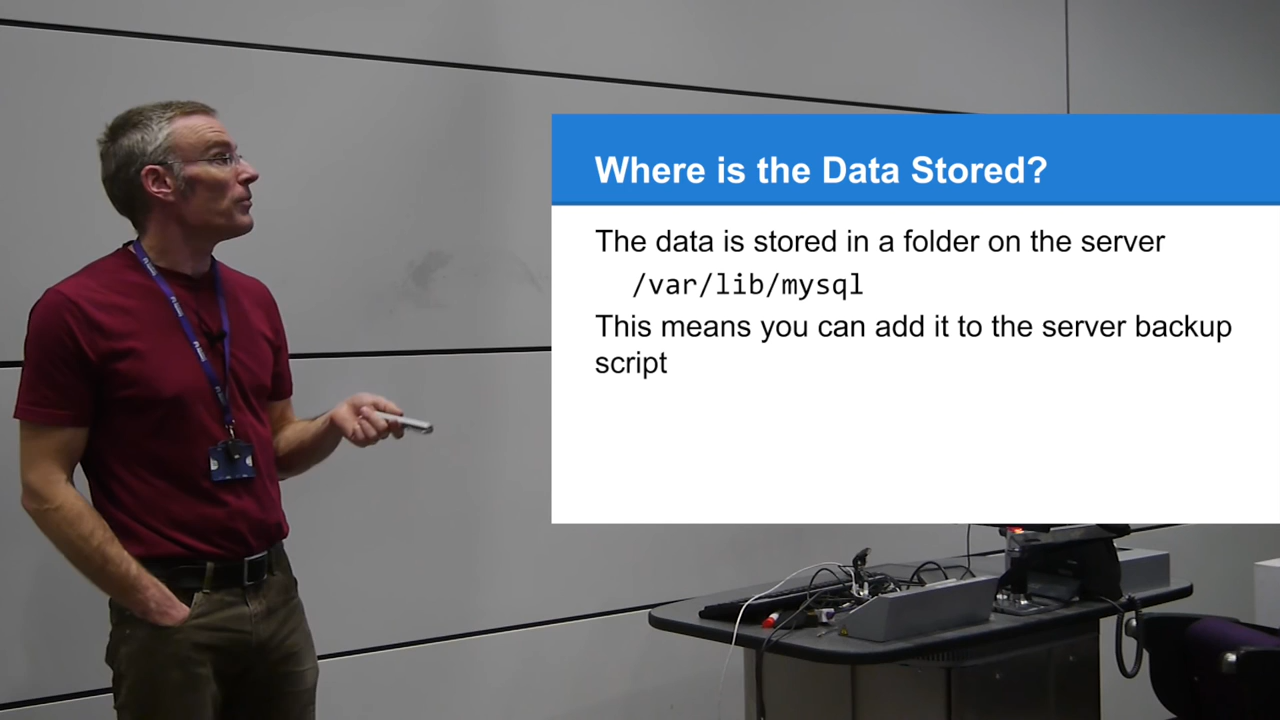 Where is the Data Stored?
The data is stored in a folder on the server
/var/lib/mysql
This means you can add it to the server backup
script